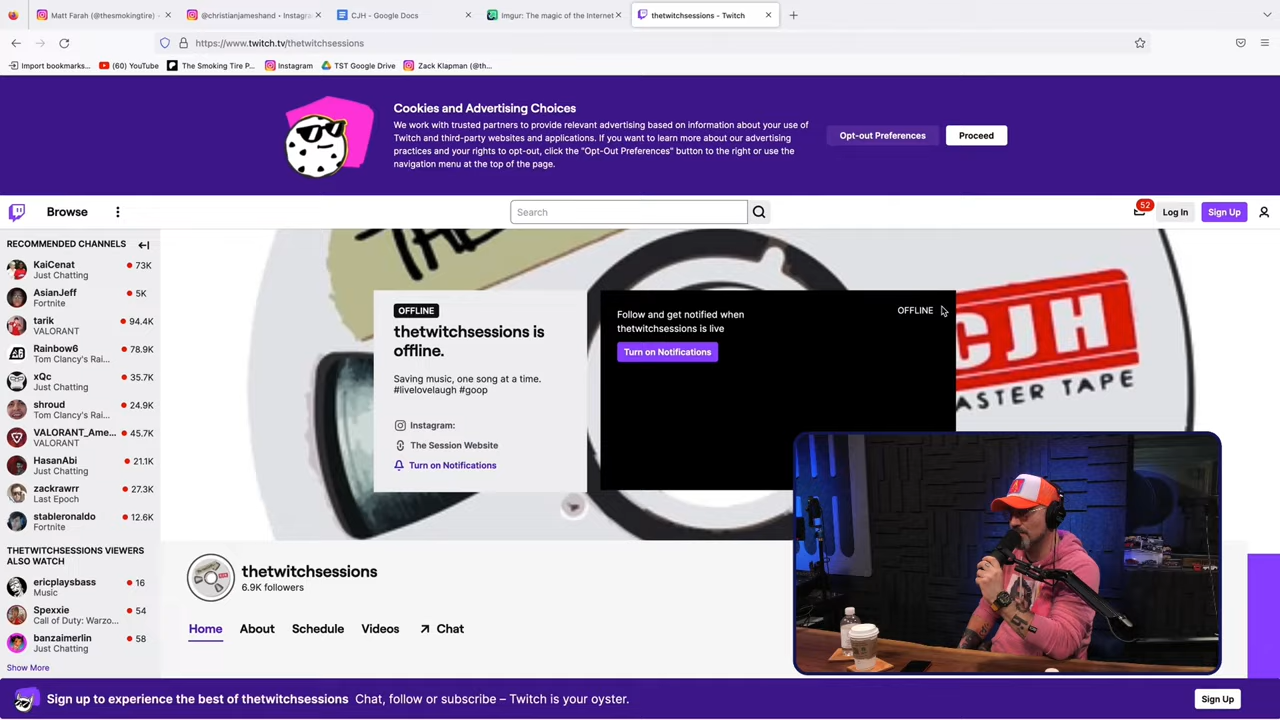 Matt Farah (@thesmokingtire)
@christianjameshand • Instagra
CJH - Google Docs
Imgur: The magic of the Internet
thetwitchsessions - Twitch
https://www.twitch.tv/thetwitchsessions
Import bookmarks...
(60) YouTube
The Smoking Tire P...
Instagram
TST Google Drive
Zack Klapman (@th...
Cookies and Advertising Choices
We work with trusted partners to provide relevant advertising based on information about your use of
Twitch and third-party websites and applications. If you want to learn more about our advertising
practices and your rights to opt-out, click the "Opt-Out Preferences" button to the right or use the
navigation menu at the top of the page.
Opt-out Preferences
Proceed
Browse
Search
52
Log In
Sign Up
RECOMMENDED CHANNELS
KaiCenat
73K
Just Chatting
AsianJeff
5K
Fortnite
tarik
94.4K
VALORANT
Rainbow6
78.9K
Tom Clancy's Rai...
xQc
35.7K
Just Chatting
shroud
24.9K
Tom Clancy's Rai...
VALORANT_Ame...
45.7K
VALORANT
HasanAbi
21.1K
Just Chatting
zackrawrr
27.3K
Last Epoch
stableronaldo
12.6K
Fortnite
THETWITCHSESSIONS VIEWERS
ALSO WATCH
ericplaysbass
16
Music
Spexxie
54
Call of Duty: Warzo...
banzaimerlin
58
Just Chatting
Show More
THE
CJH
ASTER TAPE
OFFLINE
thetwitchsessions is
offline.
Saving music, one song at a time.
#livelovelaugh #goop
Instagram:
The Session Website
Turn on Notifications
Follow and get notified when
thetwitchsessions is live
Turn on Notifications
OFFLINE
thetwitchsessions
6.9K followers
Home
About
Schedule
Videos
Chat
Sign up to experience the best of thetwitchsessions
Chat, follow or subscribe – Twitch is your oyster.
Sign Up